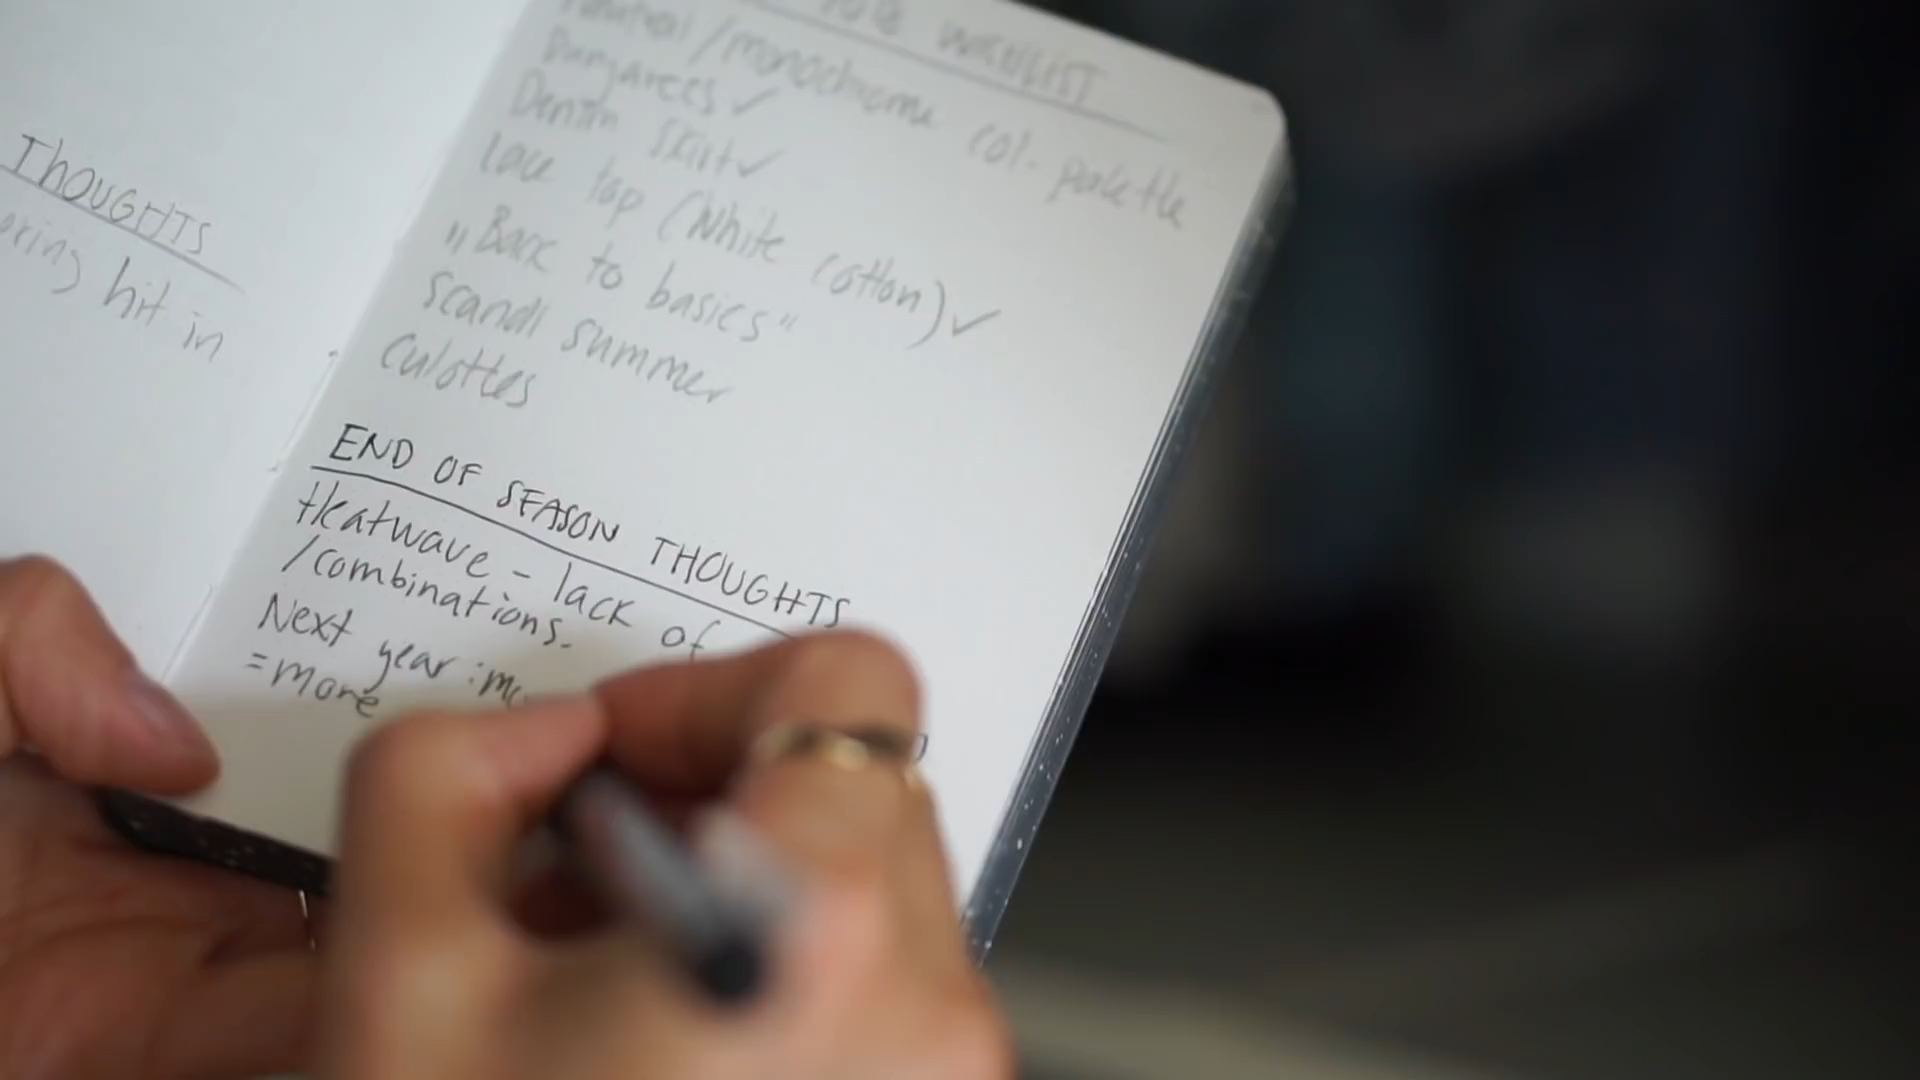 THOUGHTS
hit in
WISHLIST
/monochrome col. palette
Dungarees ✓
Denim Skirt ✓
lace top (White cotton) ✓
„Back to basics"
Scandi summer
Culottes
END OF SEASON THOUGHTS
Heatwave - lack of
/combinations.
Next year :
=more